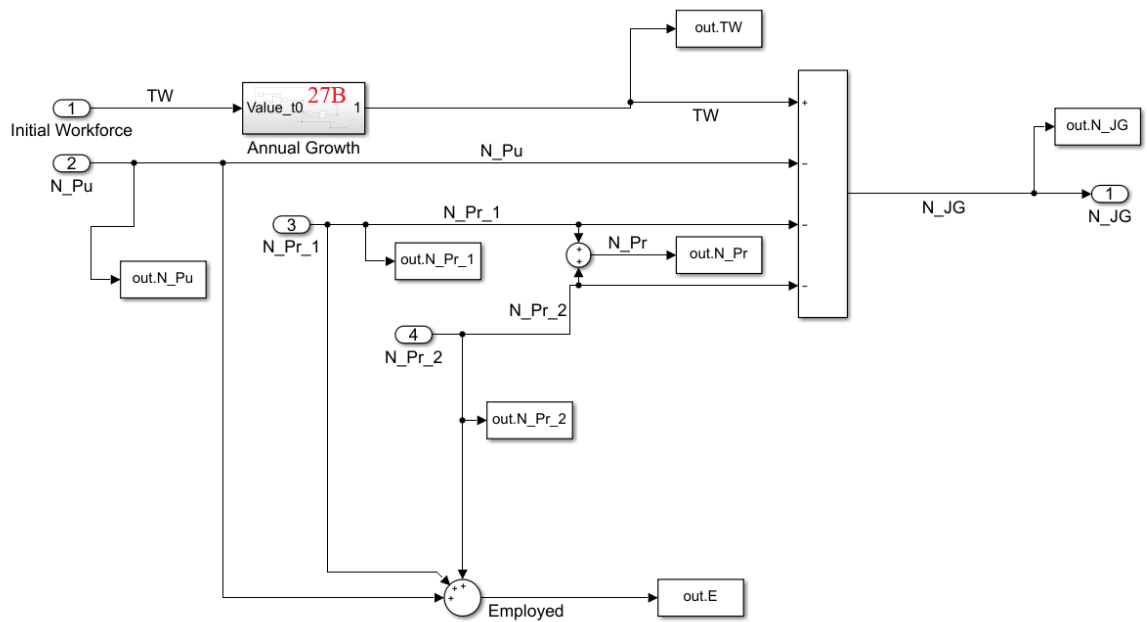 out.TW
TW
1
Initial Workforce
Value_t0
27B
1
Annual Growth
TW
+
out.N_JG
2
N_Pu
N_Pu
−
N_JG
1
N_JG
3
N_Pr_1
N_Pr_1
−
out.N_Pu
out.N_Pr_1
+
+
N_Pr
out.N_Pr
N_Pr_2
−
4
N_Pr_2
out.N_Pr_2
+
+
+
Employed
out.E